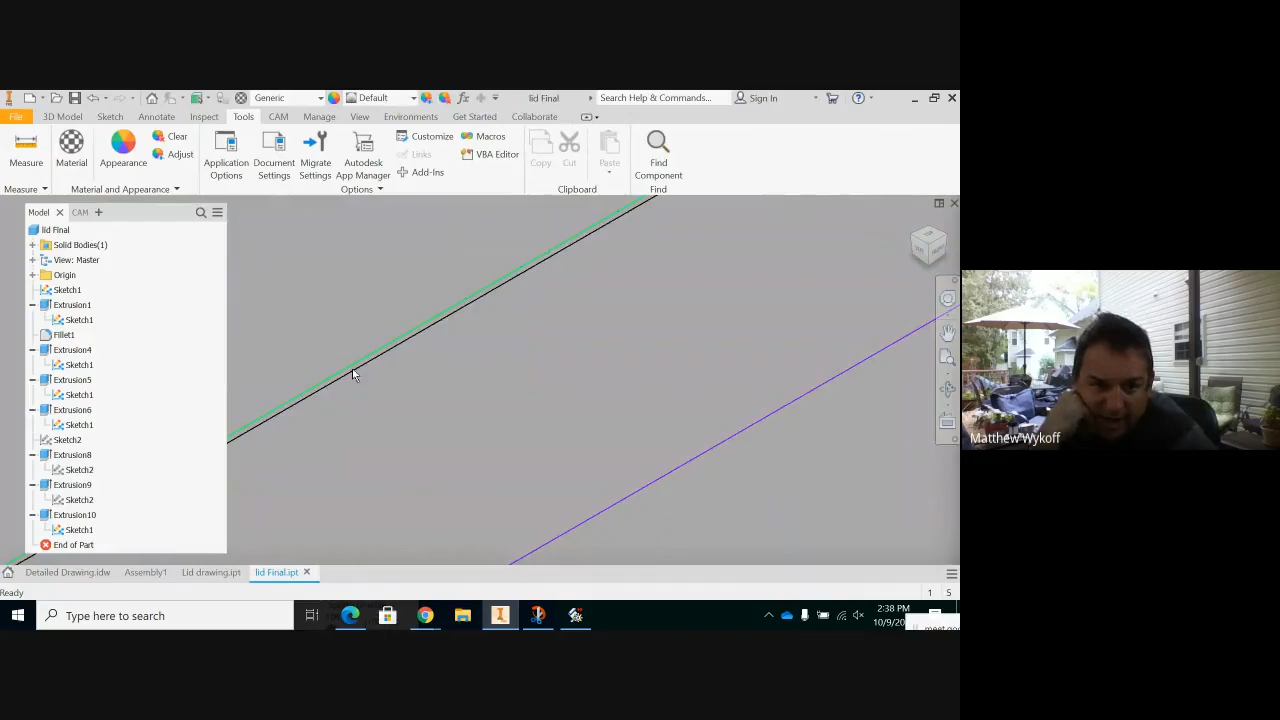 Generic
Default
lid Final
Search Help & Commands...
Sign In
File
3D Model
Sketch
Annotate
Inspect
Tools
CAM
Manage
View
Environments
Get Started
Collaborate
Measure
Material
Appearance
Clear
Adjust
Application Options
Document Settings
Migrate Settings
Autodesk App Manager
Customize
Links
Add-Ins
Macros
VBA Editor
Copy
Cut
Paste
Find Component
Measure
Material and Appearance
Options
Clipboard
Find
Model
CAM
lid Final
Solid Bodies(1)
View: Master
Origin
Sketch1
Extrusion1
Sketch1
Fillet1
Extrusion4
Sketch1
Extrusion5
Sketch1
Extrusion6
Sketch1
Sketch2
Extrusion8
Sketch2
Extrusion9
Sketch2
Extrusion10
Sketch1
End of Part
Matthew Wykoff
Detailed Drawing.idw
Assembly1
Lid drawing.ipt
lid Final.ipt
Ready
1 5
Type here to search
2:38 PM
10/9/20